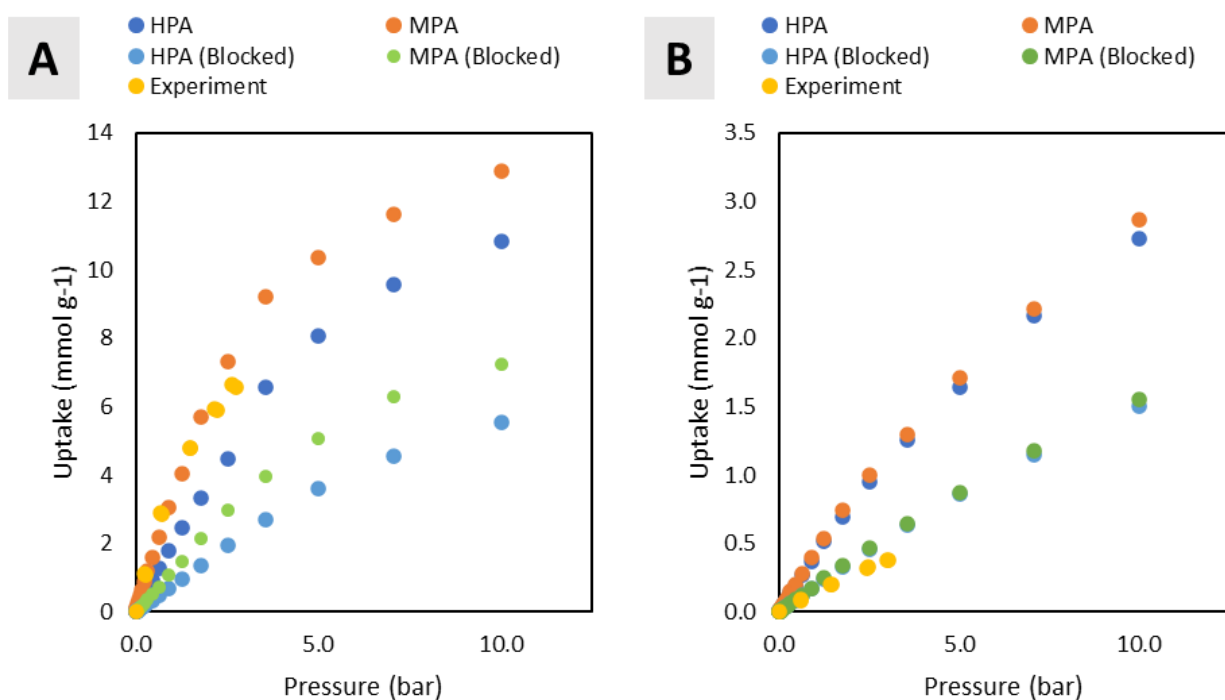 A
HPA
MPA
HPA (Blocked)
MPA (Blocked)
Experiment
Uptake (mmol g-1)
14
12
10
8
6
4
2
0
0.0
5.0
10.0
Pressure (bar)
B
HPA
MPA
HPA (Blocked)
MPA (Blocked)
Experiment
Uptake (mmol g-1)
3.5
3.0
2.5
2.0
1.5
1.0
0.5
0.0
0.0
5.0
10.0
Pressure (bar)